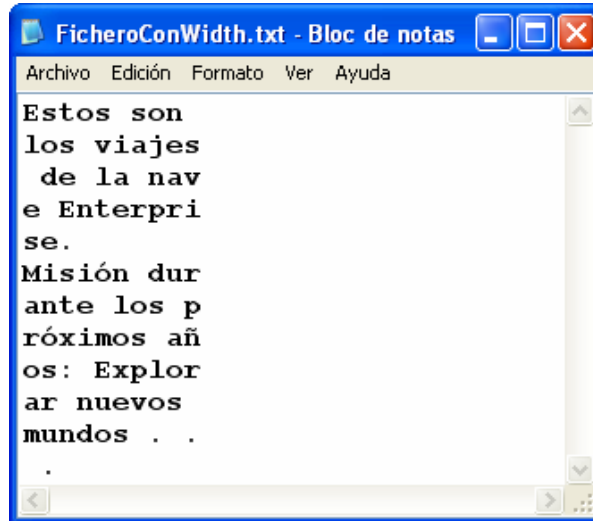 FicheroConWidth.txt - Bloc de notas
Archivo Edición Formato Ver Ayuda
Estos son
los viajes
 de la nav
e Enterpri
se.
Misión dur
ante los p
róximos añ
os: Explor
ar nuevos
mundos . .
 .